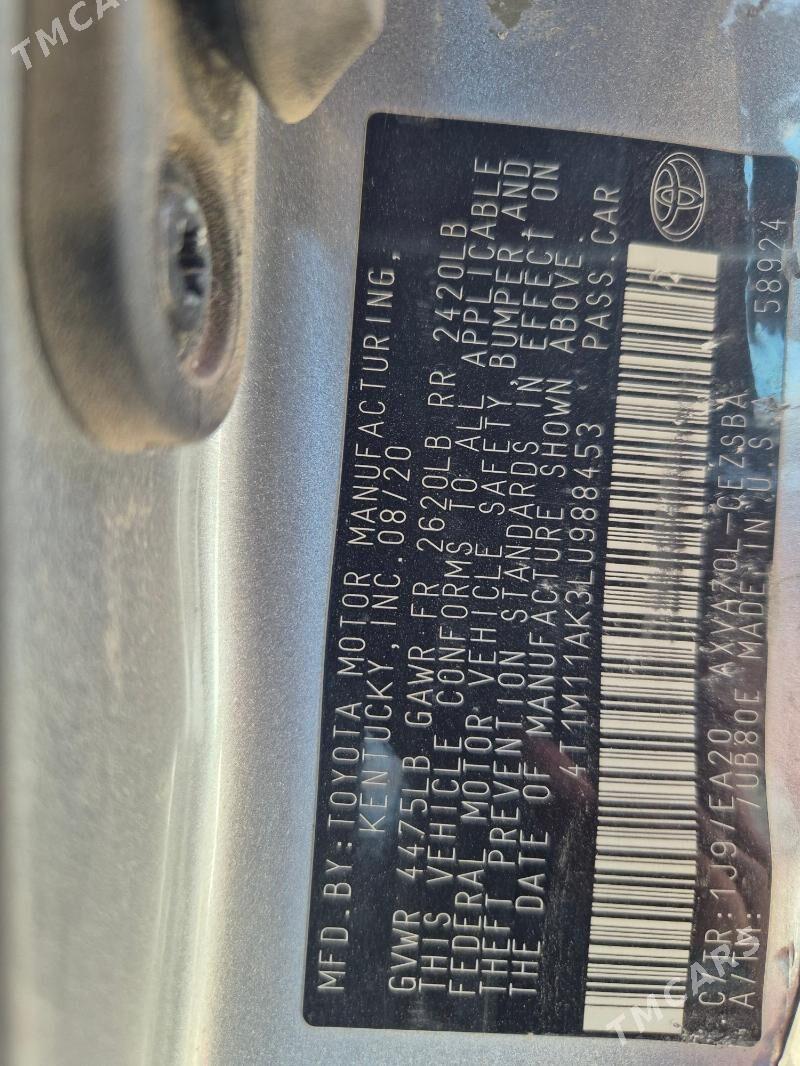 MFD.BY:TOYOTA MOTOR MANUFACTURING,
KENTUCKY,INC.08/20
GVWR 4475LB GAWR FR 2620LB RR 2420LB
THIS VEHICLE CONFORMS TO ALL APPLICABLE
FEDERAL MOTOR VEHICLE SAFETY, BUMPER,AND
THEFT PREVENTION STANDARDS IN EFFECT ON
THE DATE OF MANUFACTURE SHOWN ABOVE.
4T1M11AK3LU988453 PASS.CAR
C/TR:1J9/EA20 AXVA70L-CEZSBA
A/TM: /UB80E MADE IN U.S 58924
TMCARS
TMCARS